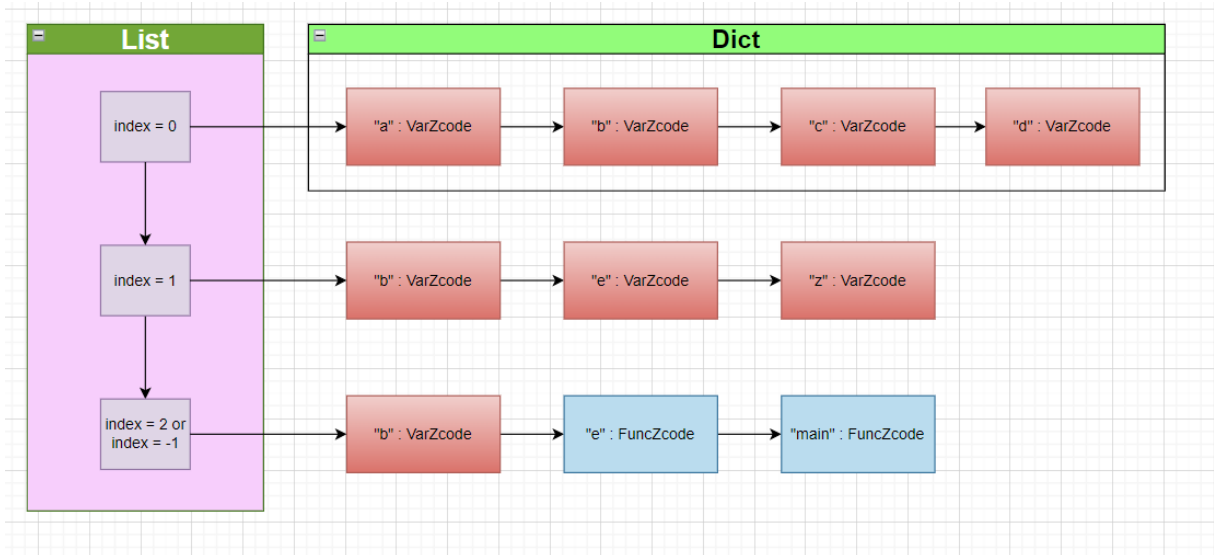 List
Dict
index = 0
"a" : VarZcode
"b" : VarZcode
"c" : VarZcode
"d" : VarZcode
index = 1
"b" : VarZcode
"e" : VarZcode
"z" : VarZcode
index = 2 or
index = -1
"b" : VarZcode
"e" : FuncZcode
"main" : FuncZcode